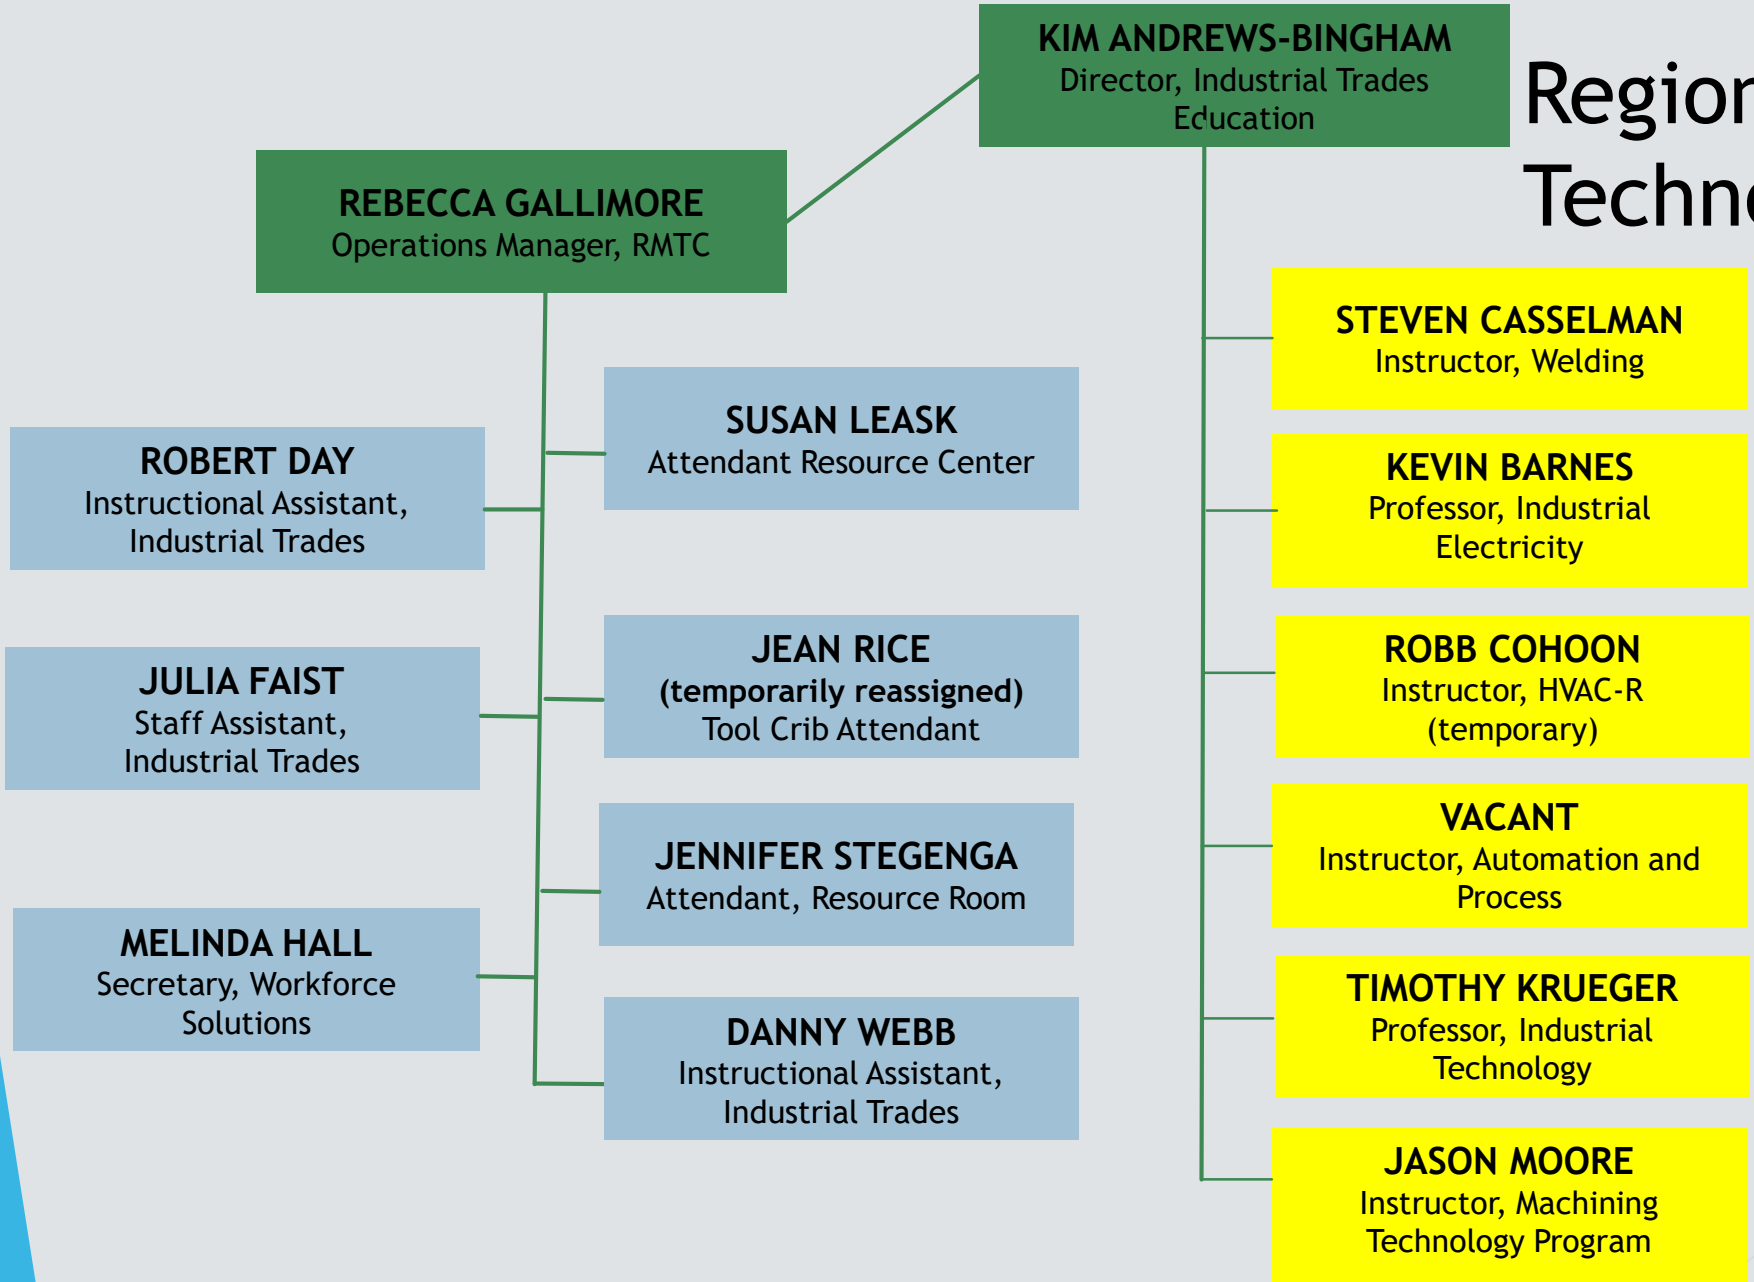 KIM ANDREWS-BINGHAM
Director, Industrial Trades
Education
REBECCA GALLIMORE
Operations Manager, RMTC
ROBERT DAY
Instructional Assistant,
Industrial Trades
JULIA FAIST
Staff Assistant,
Industrial Trades
MELINDA HALL
Secretary, Workforce
Solutions
SUSAN LEASK
Attendant Resource Center
JEAN RICE
(temporarily reassigned)
Tool Crib Attendant
JENNIFER STEGENGA
Attendant, Resource Room
DANNY WEBB
Instructional Assistant,
Industrial Trades
STEVEN CASSELMAN
Instructor, Welding
KEVIN BARNES
Professor, Industrial
Electricity
ROBB COHOON
Instructor, HVAC-R
(temporary)
VACANT
Instructor, Automation and
Process
TIMOTHY KRUEGER
Professor, Industrial
Technology
JASON MOORE
Instructor, Machining
Technology Program